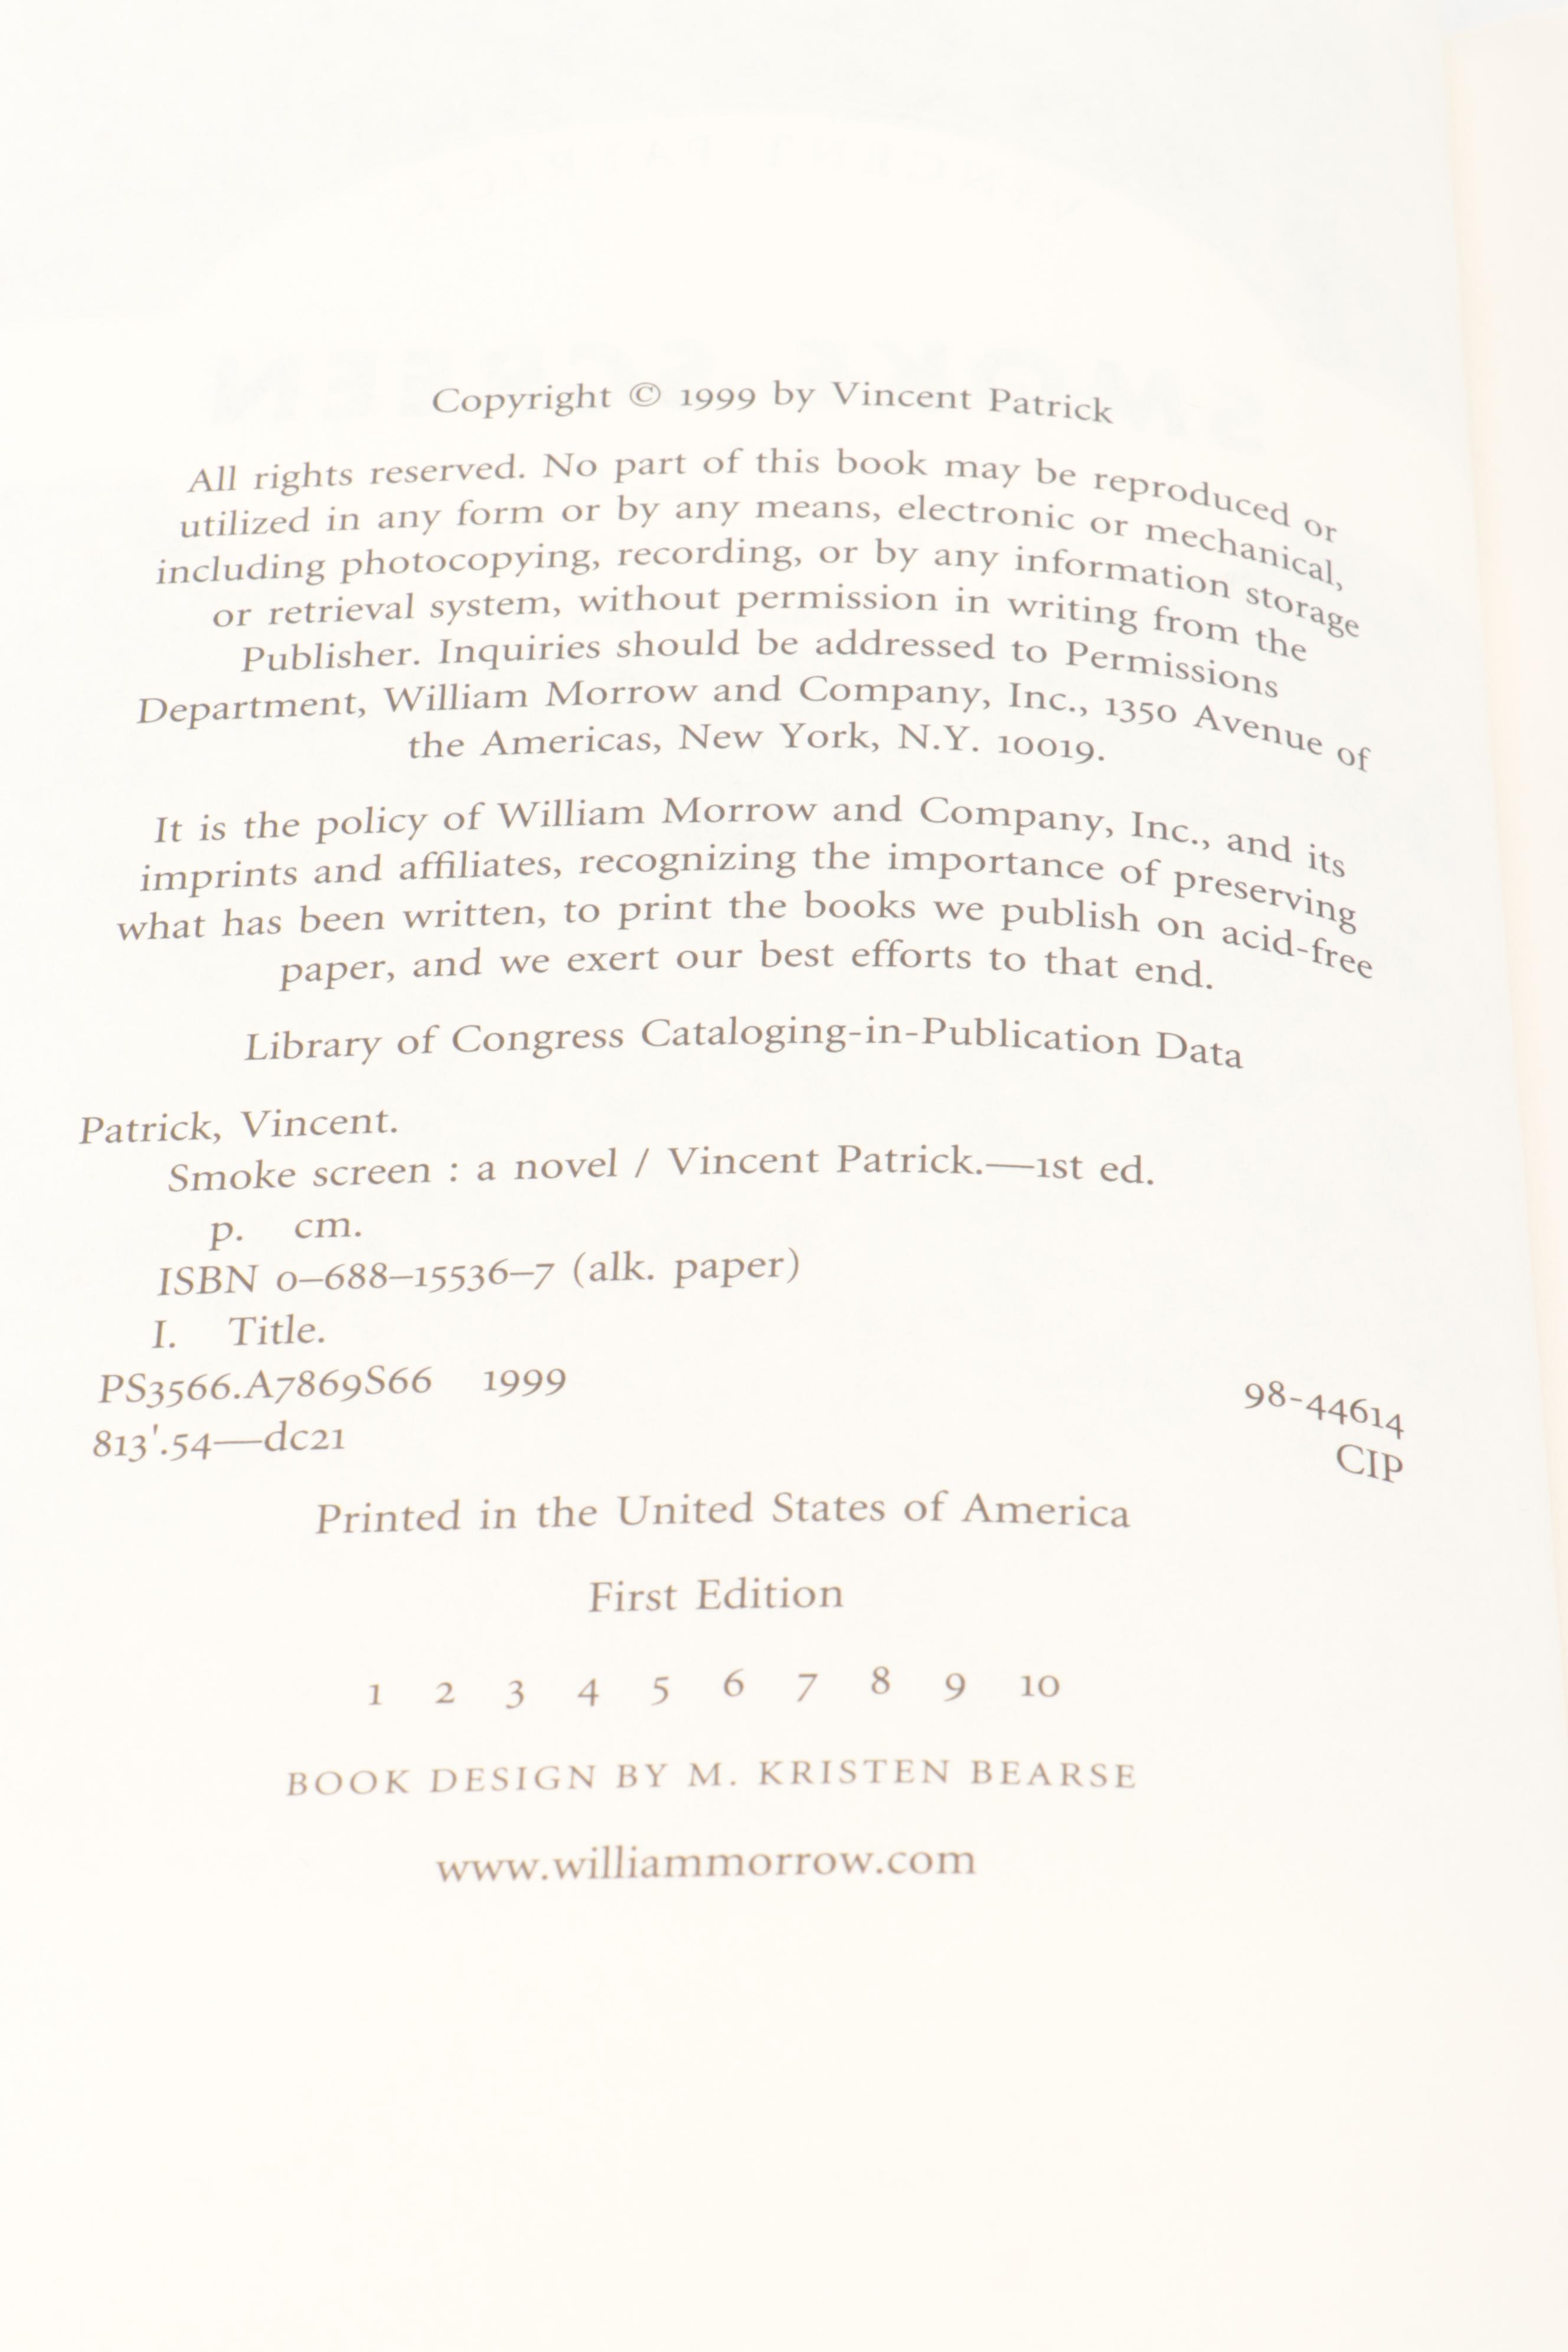 Copyright © 1999 by Vincent Patrick
All rights reserved. No part of this book may be reproduced or
utilized in any form or by any means, electronic or mechanical,
including photocopying, recording, or by any information storage
or retrieval system, without permission in writing from the
Publisher. Inquiries should be addressed to Permissions
Department, William Morrow and Company, Inc., 1350 Avenue of
the Americas, New York, N.Y. 10019.
It is the policy of William Morrow and Company, Inc., and its
imprints and affiliates, recognizing the importance of preserving
what has been written, to print the books we publish on acid-free
paper, and we exert our best efforts to that end.
Library of Congress Cataloging-in-Publication Data
Patrick, Vincent.
Smoke screen : a novel / Vincent Patrick.—1st ed.
p. cm.
ISBN 0–688–15536–7 (alk. paper)
I. Title.
PS3566.A7869S66 1999
98-44614
813'.54—dc21
CIP
Printed in the United States of America
First Edition
1 2 3 4 5 6 7 8 9 10
BOOK DESIGN BY M. KRISTEN BEARSE
www.williammorrow.com